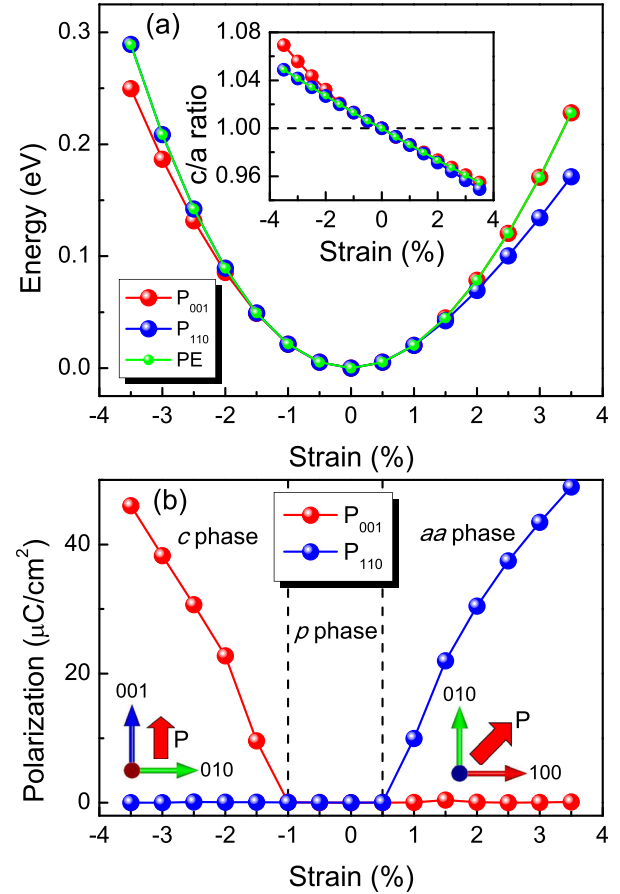 (a)
0.3
0.2
0.1
0.0
Energy (eV)
1.08
1.04
1.00
0.96
c/a ratio
-4 -2 0 2 4
Strain (%)
P001
P110
PE
-4 -3 -2 -1 0 1 2 3 4
Strain (%)
(b)
40
20
0
Polarization (μC/cm²)
P001
P110
c phase
aa phase
p phase
001
P
010
010
P
100
-4 -3 -2 -1 0 1 2 3 4
Strain (%)